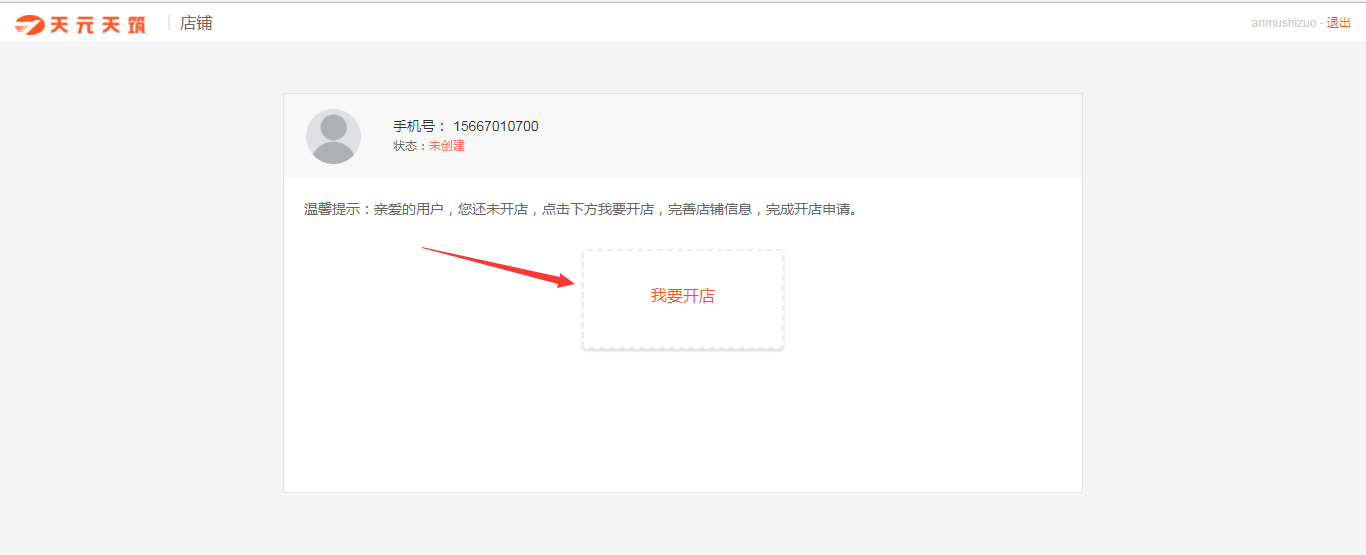 天元天筑 店铺 anmushizuo - 退出
手机号： 15667010700
状态：未创建
温馨提示：亲爱的用户，您还未开店，点击下方我要开店，完善店铺信息，完成开店申请。
我要开店